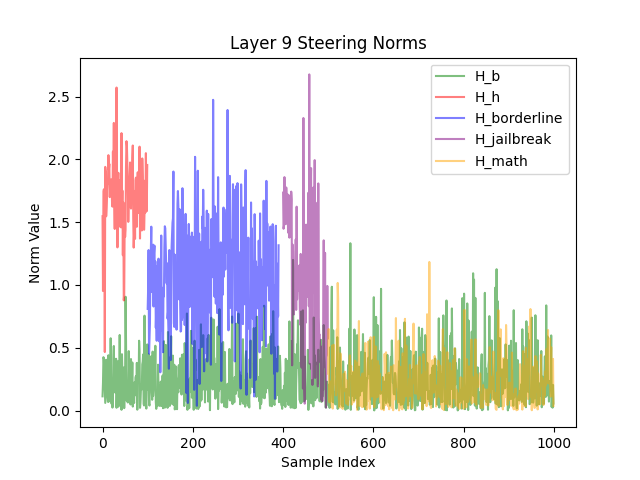 Layer 9 Steering Norms
H_b
H_h
H_borderline
H_jailbreak
H_math
Norm Value
2.5
2.0
1.5
1.0
0.5
0.0
0
200
400
600
800
1000
Sample Index